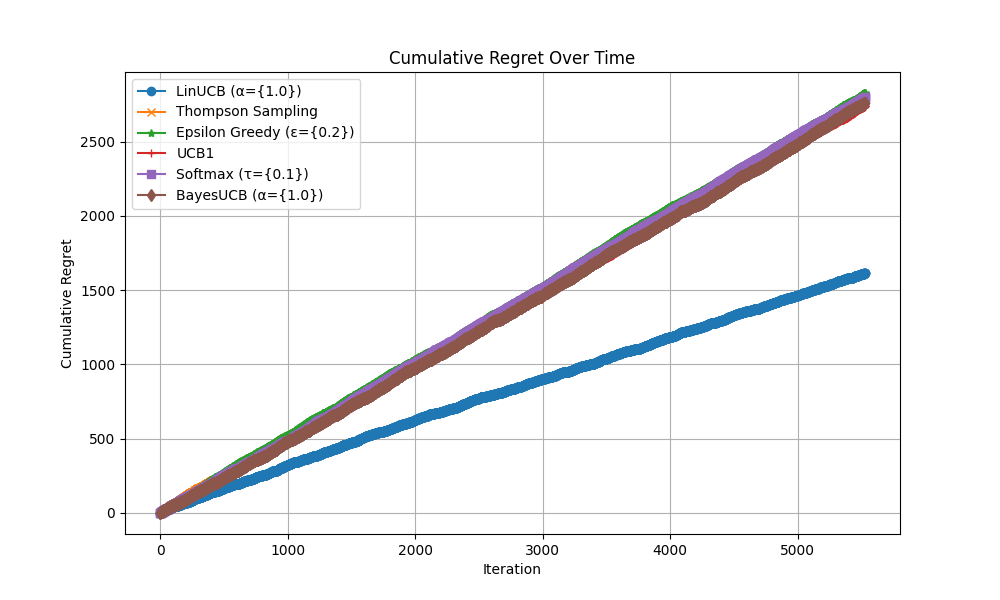 Cumulative Regret Over Time
LinUCB (α={1.0})
Thompson Sampling
Epsilon Greedy (ε={0.2})
UCB1
Softmax (τ={0.1})
BayesUCB (α={1.0})
2500
2000
1500
1000
500
0
Cumulative Regret
0 1000 2000 3000 4000 5000
Iteration